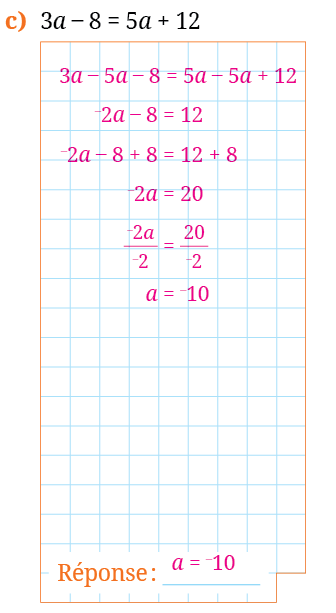 c) 3a – 8 = 5a + 12
3a – 5a – 8 = 5a – 5a + 12
⁻2a – 8 = 12
⁻2a – 8 + 8 = 12 + 8
⁻2a = 20
⁻2a/⁻2 = 20/⁻2
a = ⁻10
Réponse : a = ⁻10